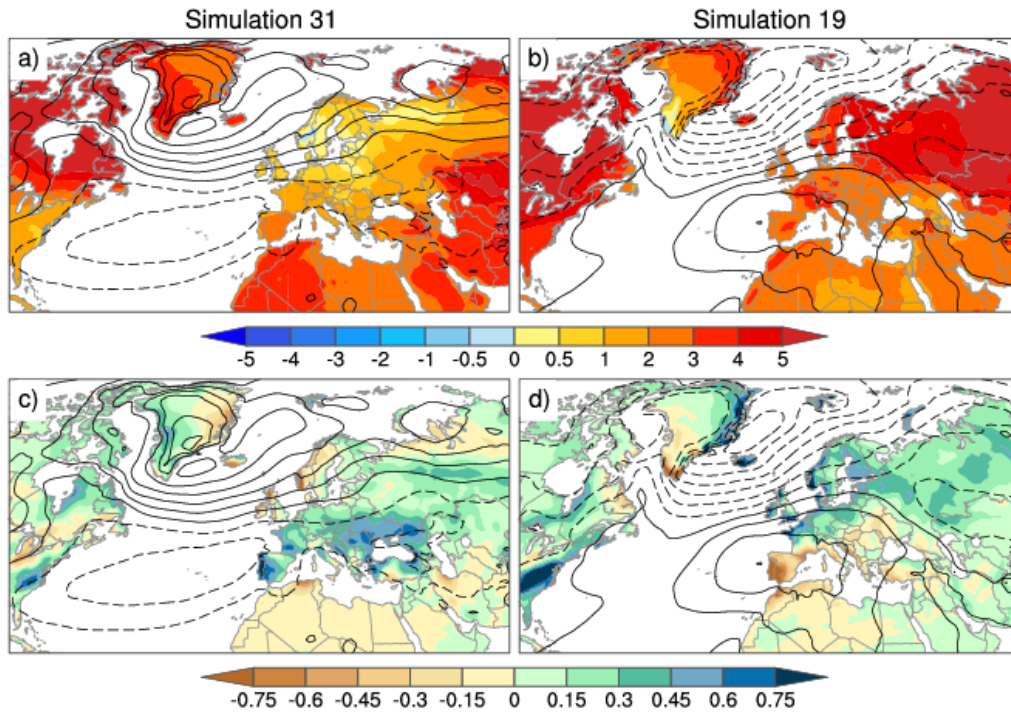 Simulation 31 Simulation 19
a) b)
-5 -4 -3 -2 -1 -0.5 0 0.5 1 2 3 4 5
c) d)
-0.75 -0.6 -0.45 -0.3 -0.15 0 0.15 0.3 0.45 0.6 0.75